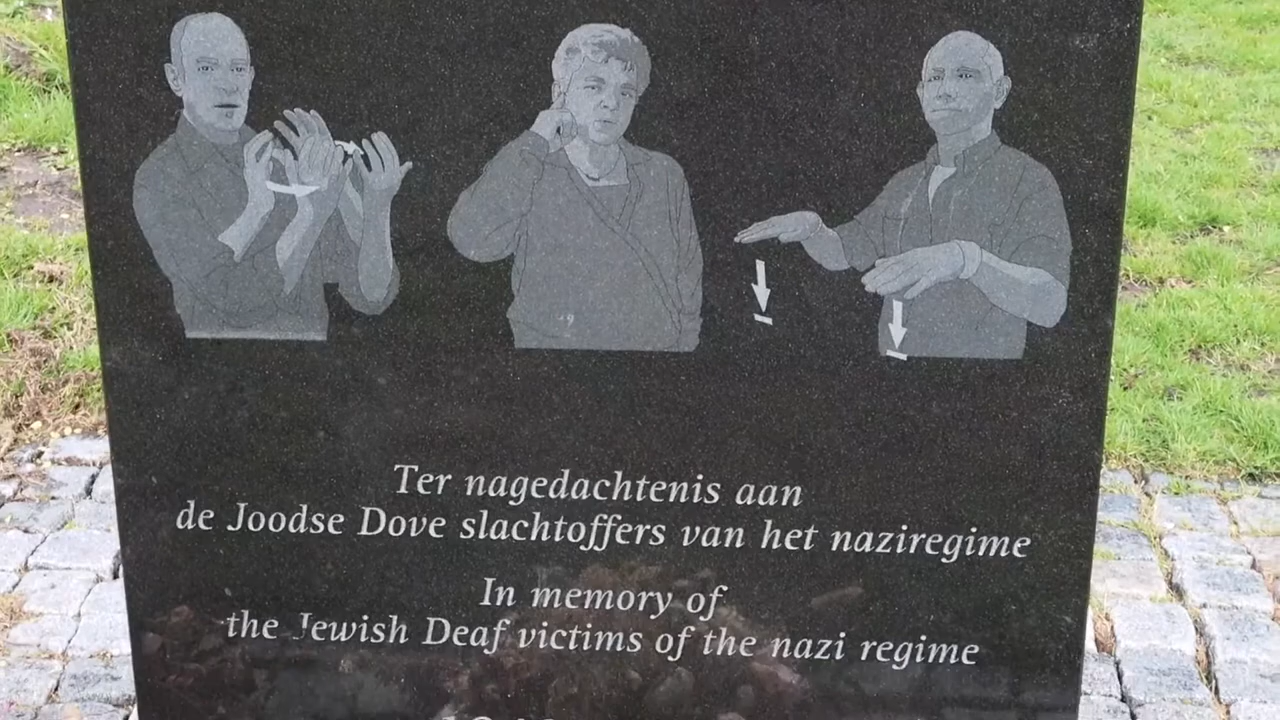 Ter nagedachtenis aan
de Joodse Dove slachtoffers van het naziregime
In memory of
the Jewish Deaf victims of the nazi regime